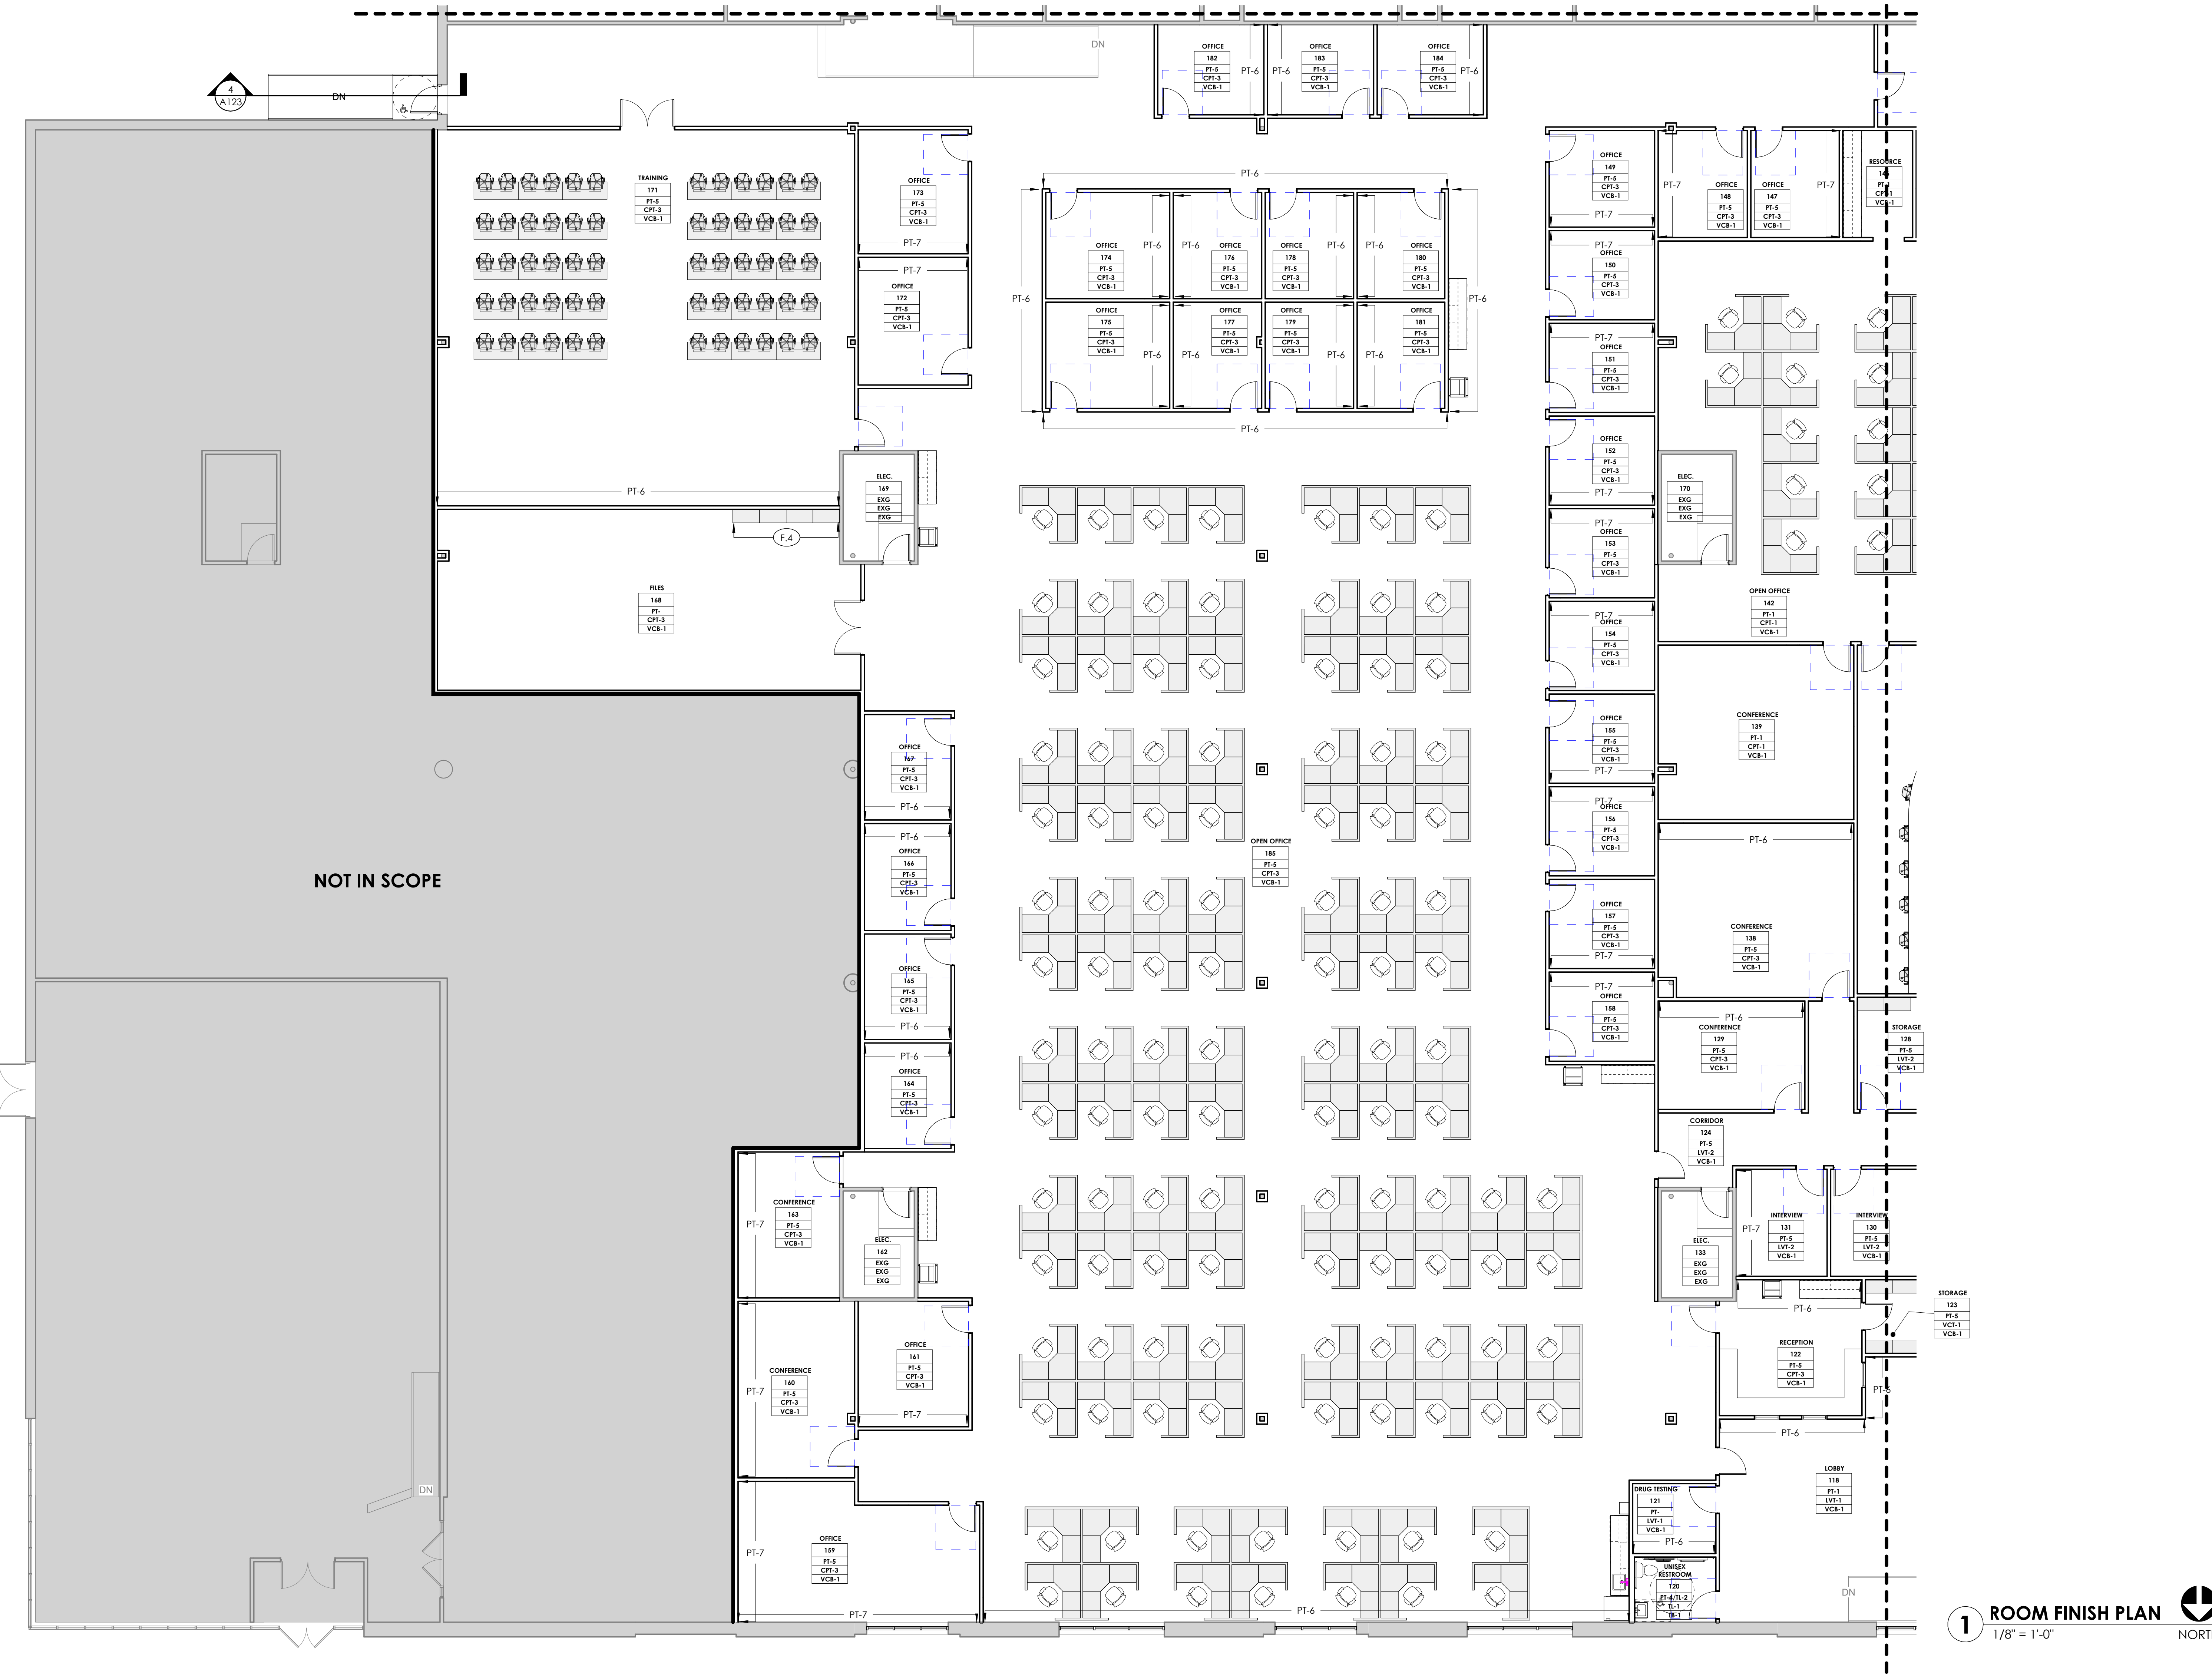 DN
4
A123
DN
OFFICE
182
PT-5
CPT-3
VCB-1
PT-6
PT-6
OFFICE
183
PT-5
CPT-3
VCB-1
OFFICE
184
PT-5
CPT-3
VCB-1
PT-6
TRAINING
171
PT-5
CPT-3
VCB-1
PT-6
OFFICE
173
PT-5
CPT-3
VCB-1
PT-7
PT-7
OFFICE
172
PT-5
CPT-3
VCB-1
PT-6
PT-6
OFFICE
174
PT-5
CPT-3
VCB-1
PT-6
PT-6
OFFICE
176
PT-5
CPT-3
VCB-1
OFFICE
178
PT-5
CPT-3
VCB-1
PT-6
PT-6
OFFICE
180
PT-5
CPT-3
VCB-1
PT-6
OFFICE
175
PT-5
CPT-3
VCB-1
PT-6
PT-6
OFFICE
177
PT-5
CPT-3
VCB-1
OFFICE
179
PT-5
CPT-3
VCB-1
PT-6
PT-6
OFFICE
181
PT-5
CPT-3
VCB-1
PT-6
OFFICE
149
PT-5
CPT-3
VCB-1
PT-7
PT-7
OFFICE
148
PT-5
CPT-3
VCB-1
OFFICE
147
PT-5
CPT-3
VCB-1
PT-7
RESOURCE
PT-1
CPT-1
VCB-1
PT-7
OFFICE
150
PT-5
CPT-3
VCB-1
PT-7
OFFICE
151
PT-5
CPT-3
VCB-1
OFFICE
152
PT-5
CPT-3
VCB-1
PT-7
PT-7
OFFICE
153
PT-5
CPT-3
VCB-1
PT-7
OFFICE
154
PT-5
CPT-3
VCB-1
OFFICE
155
PT-5
CPT-3
VCB-1
PT-7
PT-7
OFFICE
156
PT-5
CPT-3
VCB-1
OFFICE
157
PT-5
CPT-3
VCB-1
PT-7
PT-7
OFFICE
158
PT-5
CPT-3
VCB-1
ELEC.
169
EXG
EXG
EXG
F.4
FILES
168
PT-
CPT-3
VCB-1
ELEC.
170
EXG
EXG
EXG
OPEN OFFICE
142
PT-1
CPT-1
VCB-1
CONFERENCE
139
PT-1
CPT-1
VCB-1
PT-6
CONFERENCE
138
PT-5
CPT-3
VCB-1
PT-6
CONFERENCE
129
PT-5
CPT-3
VCB-1
STORAGE
128
PT-5
LVT-2
VCB-1
CORRIDOR
124
PT-5
LVT-2
VCB-1
NOT IN SCOPE
OFFICE
167
PT-5
CPT-3
VCB-1
PT-6
PT-6
OFFICE
166
PT-5
CPT-3
VCB-1
OFFICE
165
PT-5
CPT-3
VCB-1
PT-6
PT-6
OFFICE
164
PT-5
CPT-3
VCB-1
OPEN OFFICE
185
PT-5
CPT-3
VCB-1
CONFERENCE
163
PT-5
CPT-3
VCB-1
PT-7
ELEC.
162
EXG
EXG
EXG
CONFERENCE
160
PT-5
CPT-3
VCB-1
PT-7
OFFICE
161
PT-5
CPT-3
VCB-1
PT-7
OFFICE
159
PT-5
CPT-3
VCB-1
PT-7
PT-7
PT-6
DN
ELEC.
133
EXG
EXG
EXG
PT-7
INTERVIEW
131
PT-5
LVT-2
VCB-1
INTERVIEW
130
PT-5
LVT-2
VCB-1
PT-6
RECEPTION
122
PT-5
CPT-3
VCB-1
PT-6
PT-6
STORAGE
123
PT-5
VCT-1
VCB-1
LOBBY
118
PT-1
LVT-1
VCB-1
DRUG TESTING
121
PT-
LVT-1
VCB-1
PT-6
UNISEX
RESTROOM
120
PT-4/TL-2
TL-1
TB-1
DN
1
ROOM FINISH PLAN
1/8" = 1'-0"